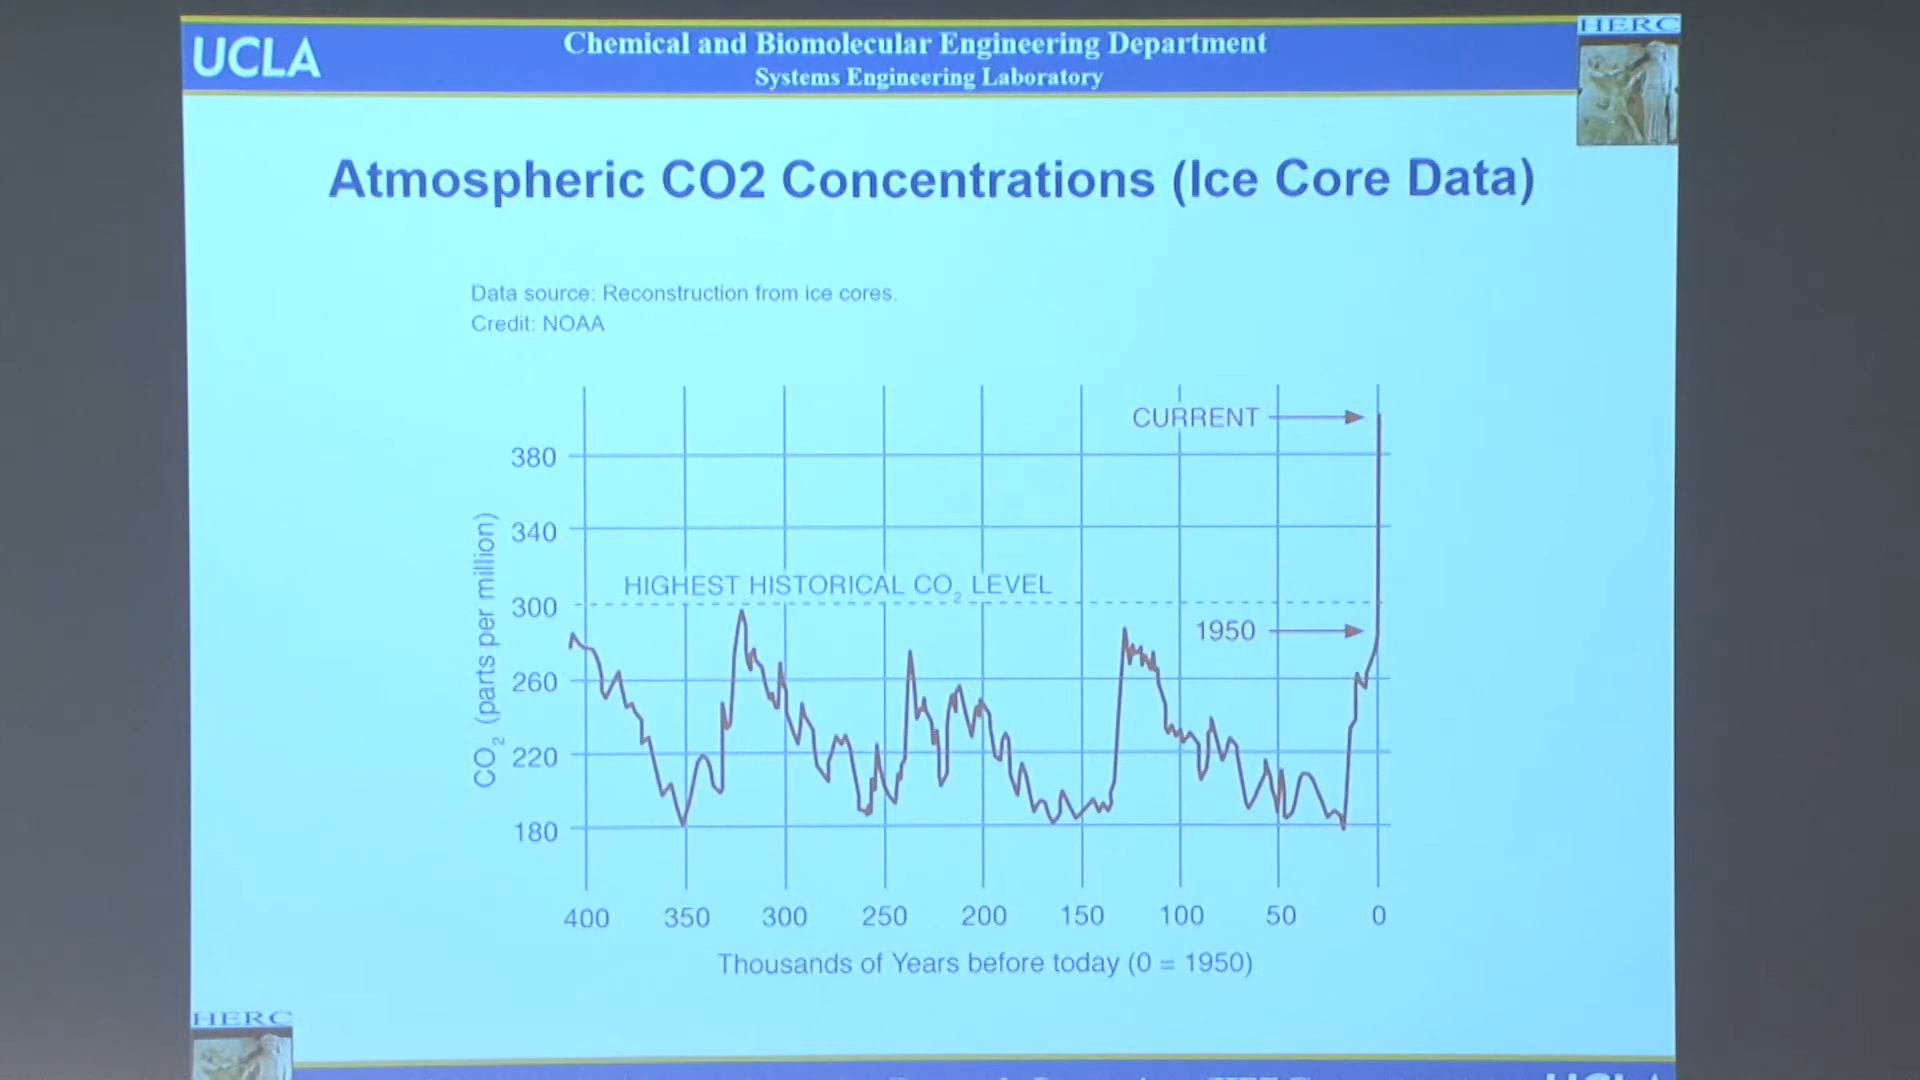 UCLA
Chemical and Biomolecular Engineering Department
Systems Engineering Laboratory
HERC
Atmospheric CO2 Concentrations (Ice Core Data)
Data source: Reconstruction from ice cores.
Credit: NOAA
CURRENT
380
340
HIGHEST HISTORICAL CO₂ LEVEL
300
1950
260
220
180
CO₂ (parts per million)
400 350 300 250 200 150 100 50 0
Thousands of Years before today (0 = 1950)
HERC
UCLA